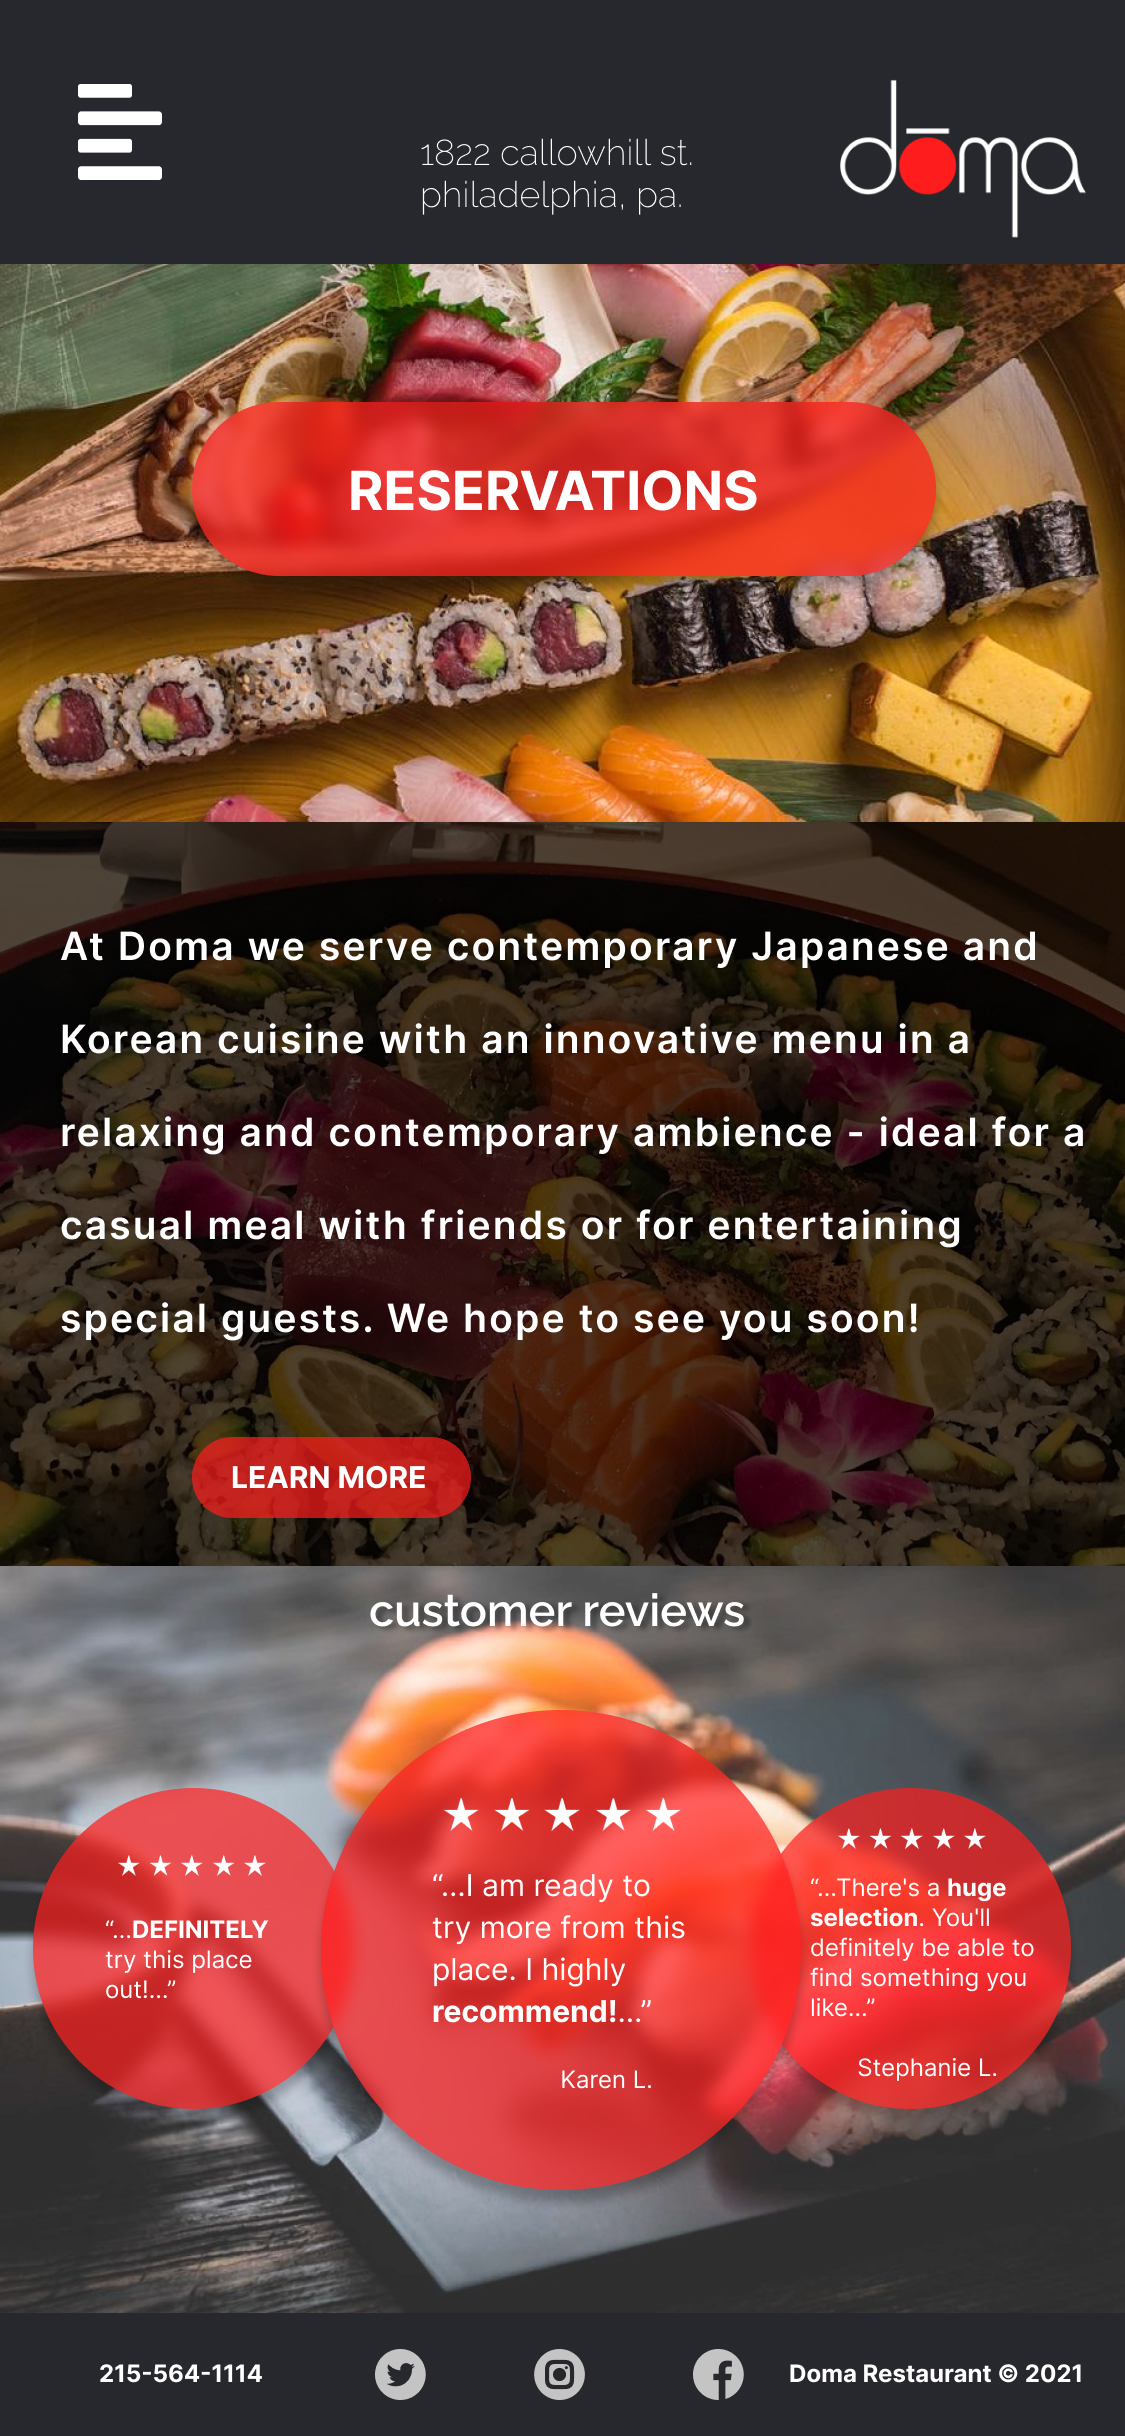 1822 callowhill st.
philadelphia, pa.
dōma
RESERVATIONS
At Doma we serve contemporary Japanese and
Korean cuisine with an innovative menu in a
relaxing and contemporary ambience - ideal for a
casual meal with friends or for entertaining
special guests. We hope to see you soon!
LEARN MORE
customer reviews
“...DEFINITELY
try this place
out!...”
“...I am ready to
try more from this
place. I highly
recommend!...”
Karen L.
“...There's a huge
selection. You'll
definitely be able to
find something you
like...”
Stephanie L.
215-564-1114
Doma Restaurant © 2021